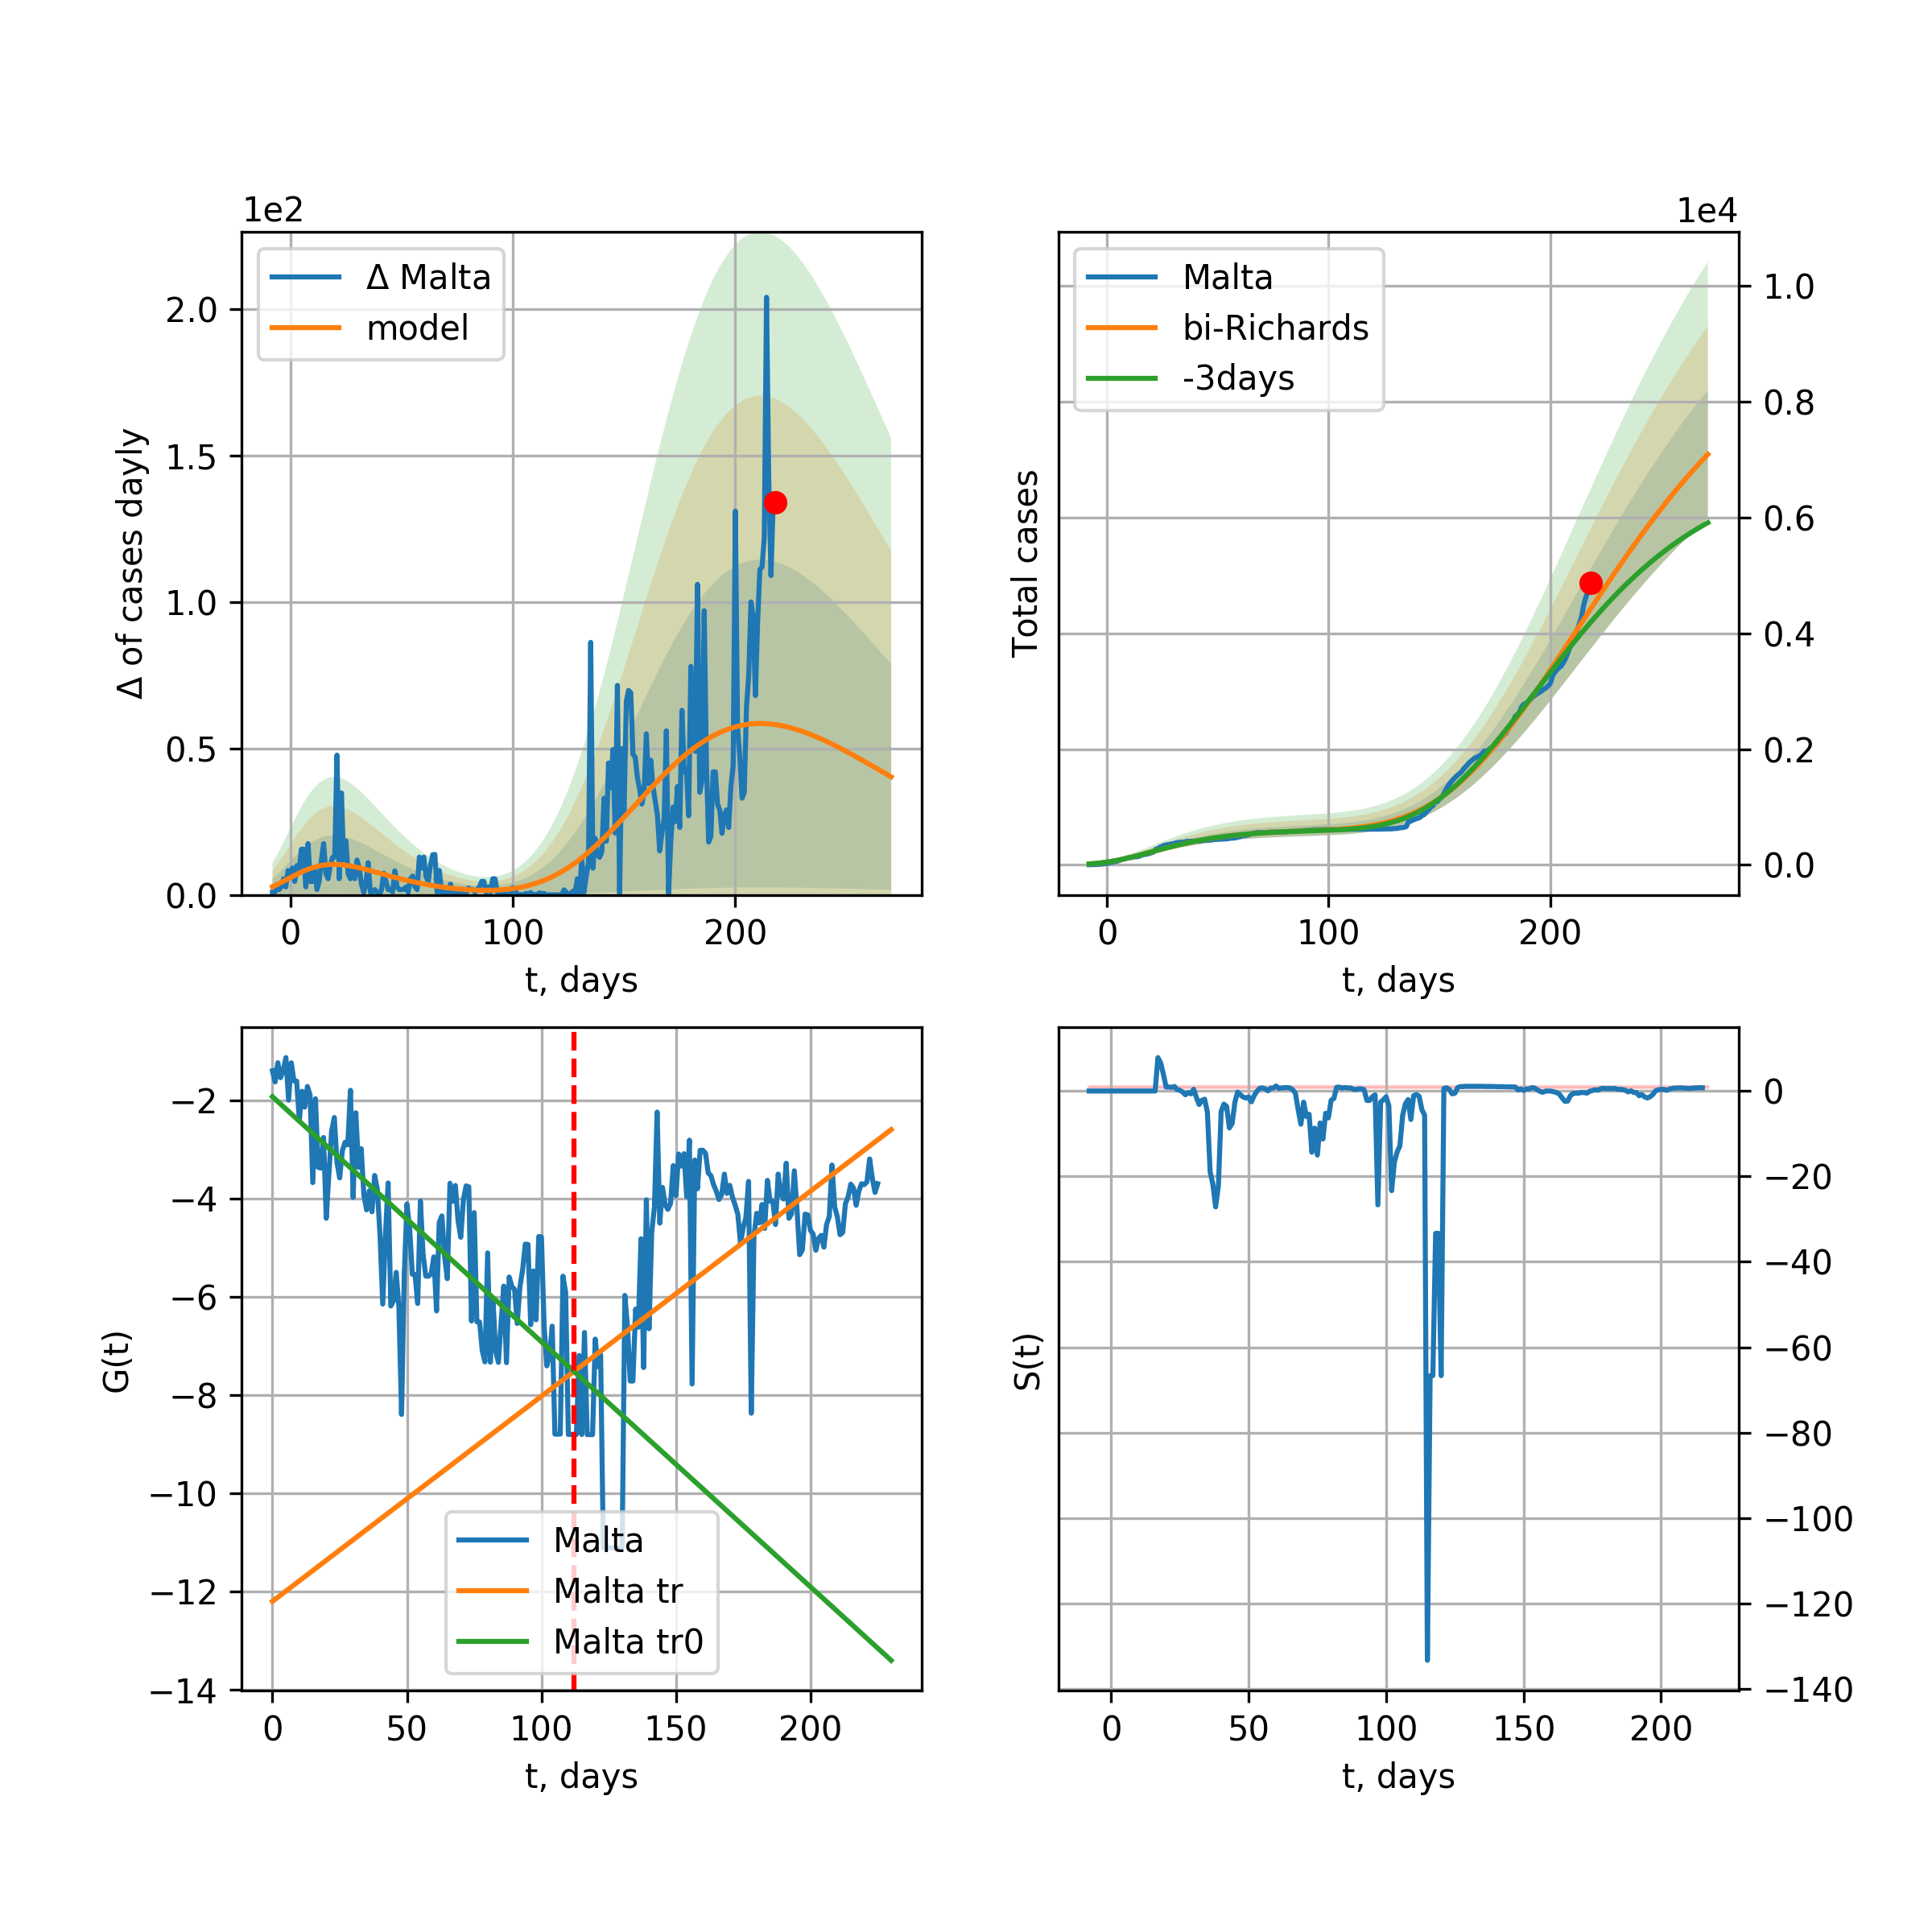 1e2
Δ Malta
model
2.0
1.5
1.0
0.5
0.0
Δ of cases dayly
0 100 200
t, days
1e4
Malta
bi-Richards
-3days
1.0
0.8
0.6
0.4
0.2
0.0
Total cases
0 100 200
t, days
−2
−4
−6
−8
−10
−12
−14
G(t)
Malta
Malta tr
Malta tr0
0 50 100 150 200
t, days
0
−20
−40
−60
−80
−100
−120
−140
S(t)
0 50 100 150 200
t, days